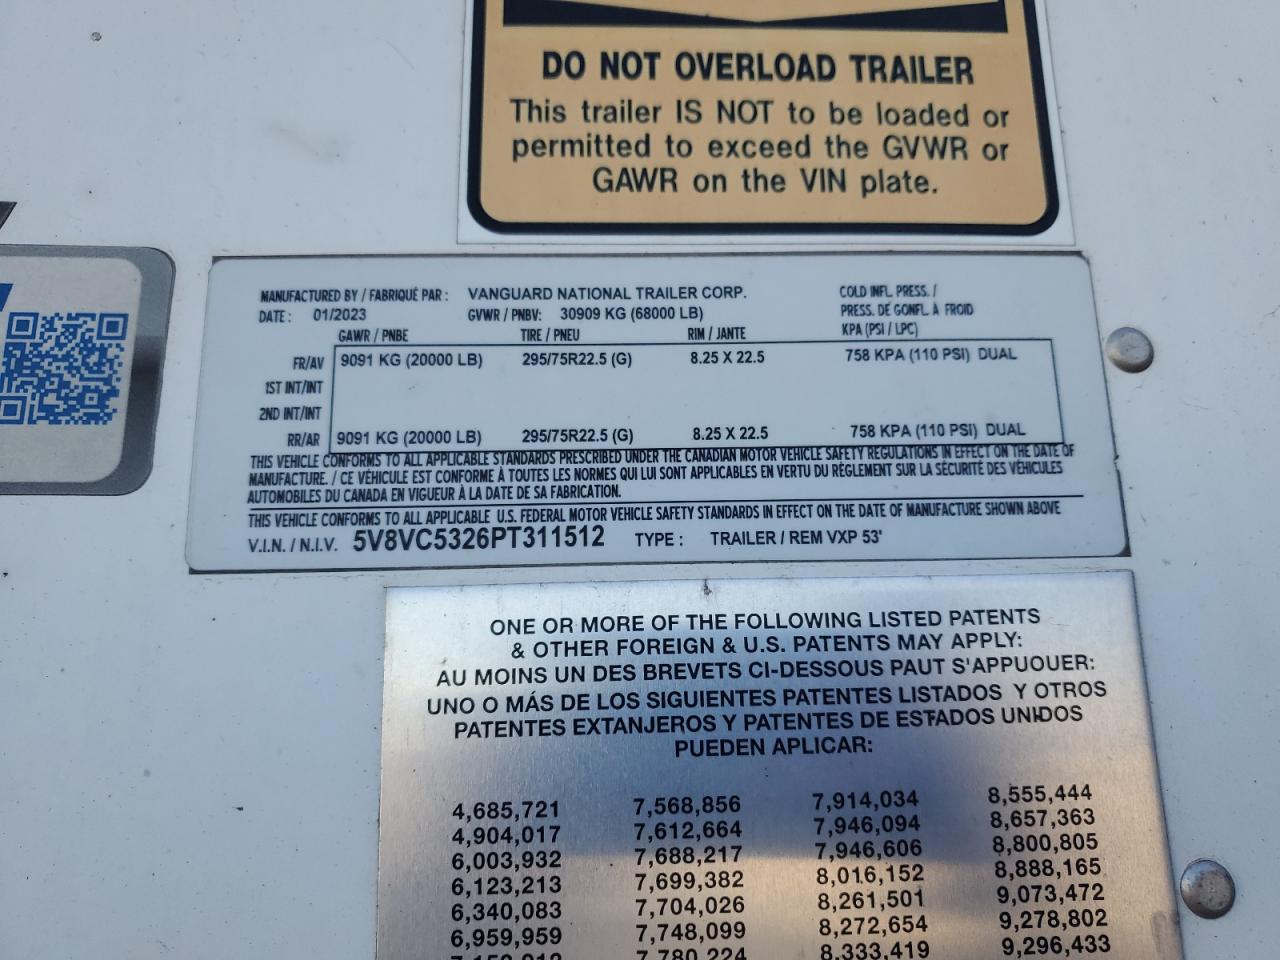 DO NOT OVERLOAD TRAILER
This trailer IS NOT to be loaded or
permitted to exceed the GVWR or
GAWR on the VIN plate.
MANUFACTURED BY / FABRIQUÉ PAR : VANGUARD NATIONAL TRAILER CORP. COLD INFL. PRESS. /
DATE : 01/2023 GVWR / PNBV: 30909 KG (68000 LB) PRESS. DE GONFL. À FROID
GAWR / PNBE TIRE / PNEU RIM / JANTE KPA (PSI / LPC)
FR/AV 9091 KG (20000 LB) 295/75R22.5 (G) 8.25 X 22.5 758 KPA (110 PSI) DUAL
1ST INT/INT
2ND INT/INT
RR/AR 9091 KG (20000 LB) 295/75R22.5 (G) 8.25 X 22.5 758 KPA (110 PSI) DUAL
THIS VEHICLE CONFORMS TO ALL APPLICABLE STANDARDS PRESCRIBED UNDER THE CANADIAN MOTOR VEHICLE SAFETY REGULATIONS IN EFFECT ON THE DATE OF
MANUFACTURE. / CE VÉHICULE EST CONFORME À TOUTES LES NORMES QUI LUI SONT APPLICABLES EN VERTU DU RÈGLEMENT SUR LA SÉCURITÉ DES VÉHICULES
AUTOMOBILES DU CANADA EN VIGUEUR À LA DATE DE SA FABRICATION.
THIS VEHICLE CONFORMS TO ALL APPLICABLE U.S. FEDERAL MOTOR VEHICLE SAFETY STANDARDS IN EFFECT ON THE DATE OF MANUFACTURE SHOWN ABOVE
V.I.N. / N.I.V. 5V8VC5326PT311512 TYPE : TRAILER / REM VXP 53'
ONE OR MORE OF THE FOLLOWING LISTED PATENTS
& OTHER FOREIGN & U.S. PATENTS MAY APPLY:
AU MOINS UN DES BREVETS CI-DESSOUS PAUT S'APPUOUER:
UNO O MÁS DE LOS SIGUIENTES PATENTES LISTADOS Y OTROS
PATENTES EXTANJEROS Y PATENTES DE ESTADOS UNIDOS
PUEDEN APLICAR:
4,685,721 7,568,856 7,914,034 8,555,444
4,904,017 7,612,664 7,946,094 8,657,363
6,003,932 7,688,217 7,946,606 8,800,805
6,123,213 7,699,382 8,016,152 8,888,165
6,340,083 7,704,026 8,261,501 9,073,472
6,959,959 7,748,099 8,272,654 9,278,802
7,780,224 8,333,419 9,296,433